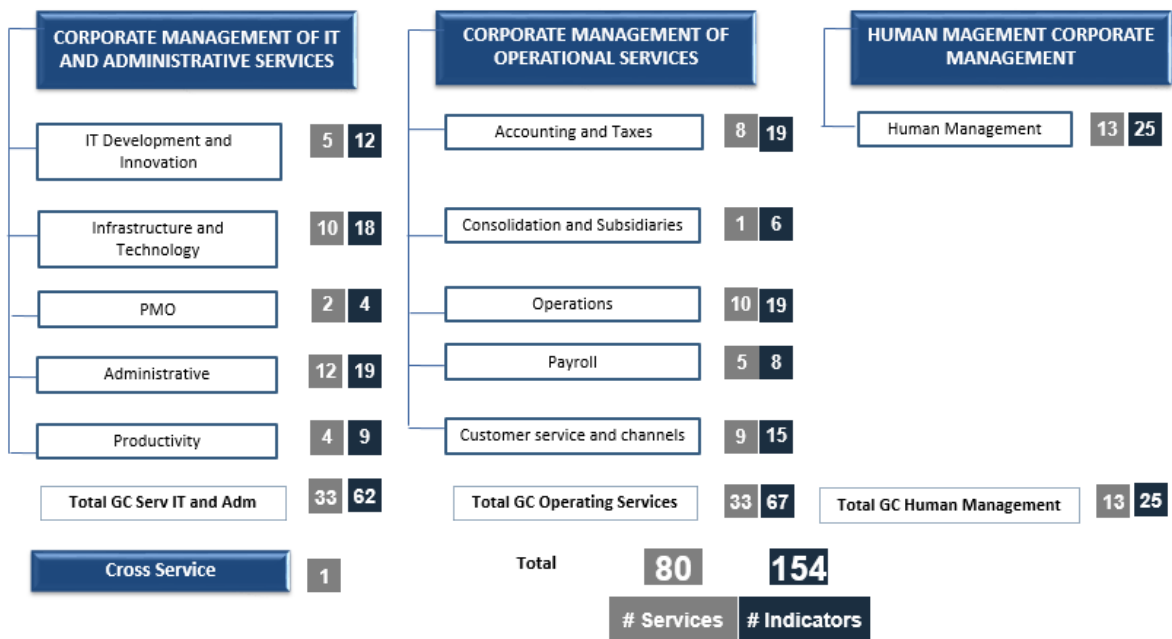 CORPORATE MANAGEMENT OF IT
AND ADMINISTRATIVE SERVICES
IT Development and
Innovation
5 12
Infrastructure and
Technology
10 18
PMO
2 4
Administrative
12 19
Productivity
4 9
Total GC Serv IT and Adm
33 62
Cross Service
1
CORPORATE MANAGEMENT OF
OPERATIONAL SERVICES
Accounting and Taxes
8 19
Consolidation and Subsidiaries
1 6
Operations
10 19
Payroll
5 8
Customer service and channels
9 15
Total GC Operating Services
33 67
HUMAN MAGEMENT CORPORATE
MANAGEMENT
Human Management
13 25
Total GC Human Management
13 25
Total
80 154
# Services # Indicators